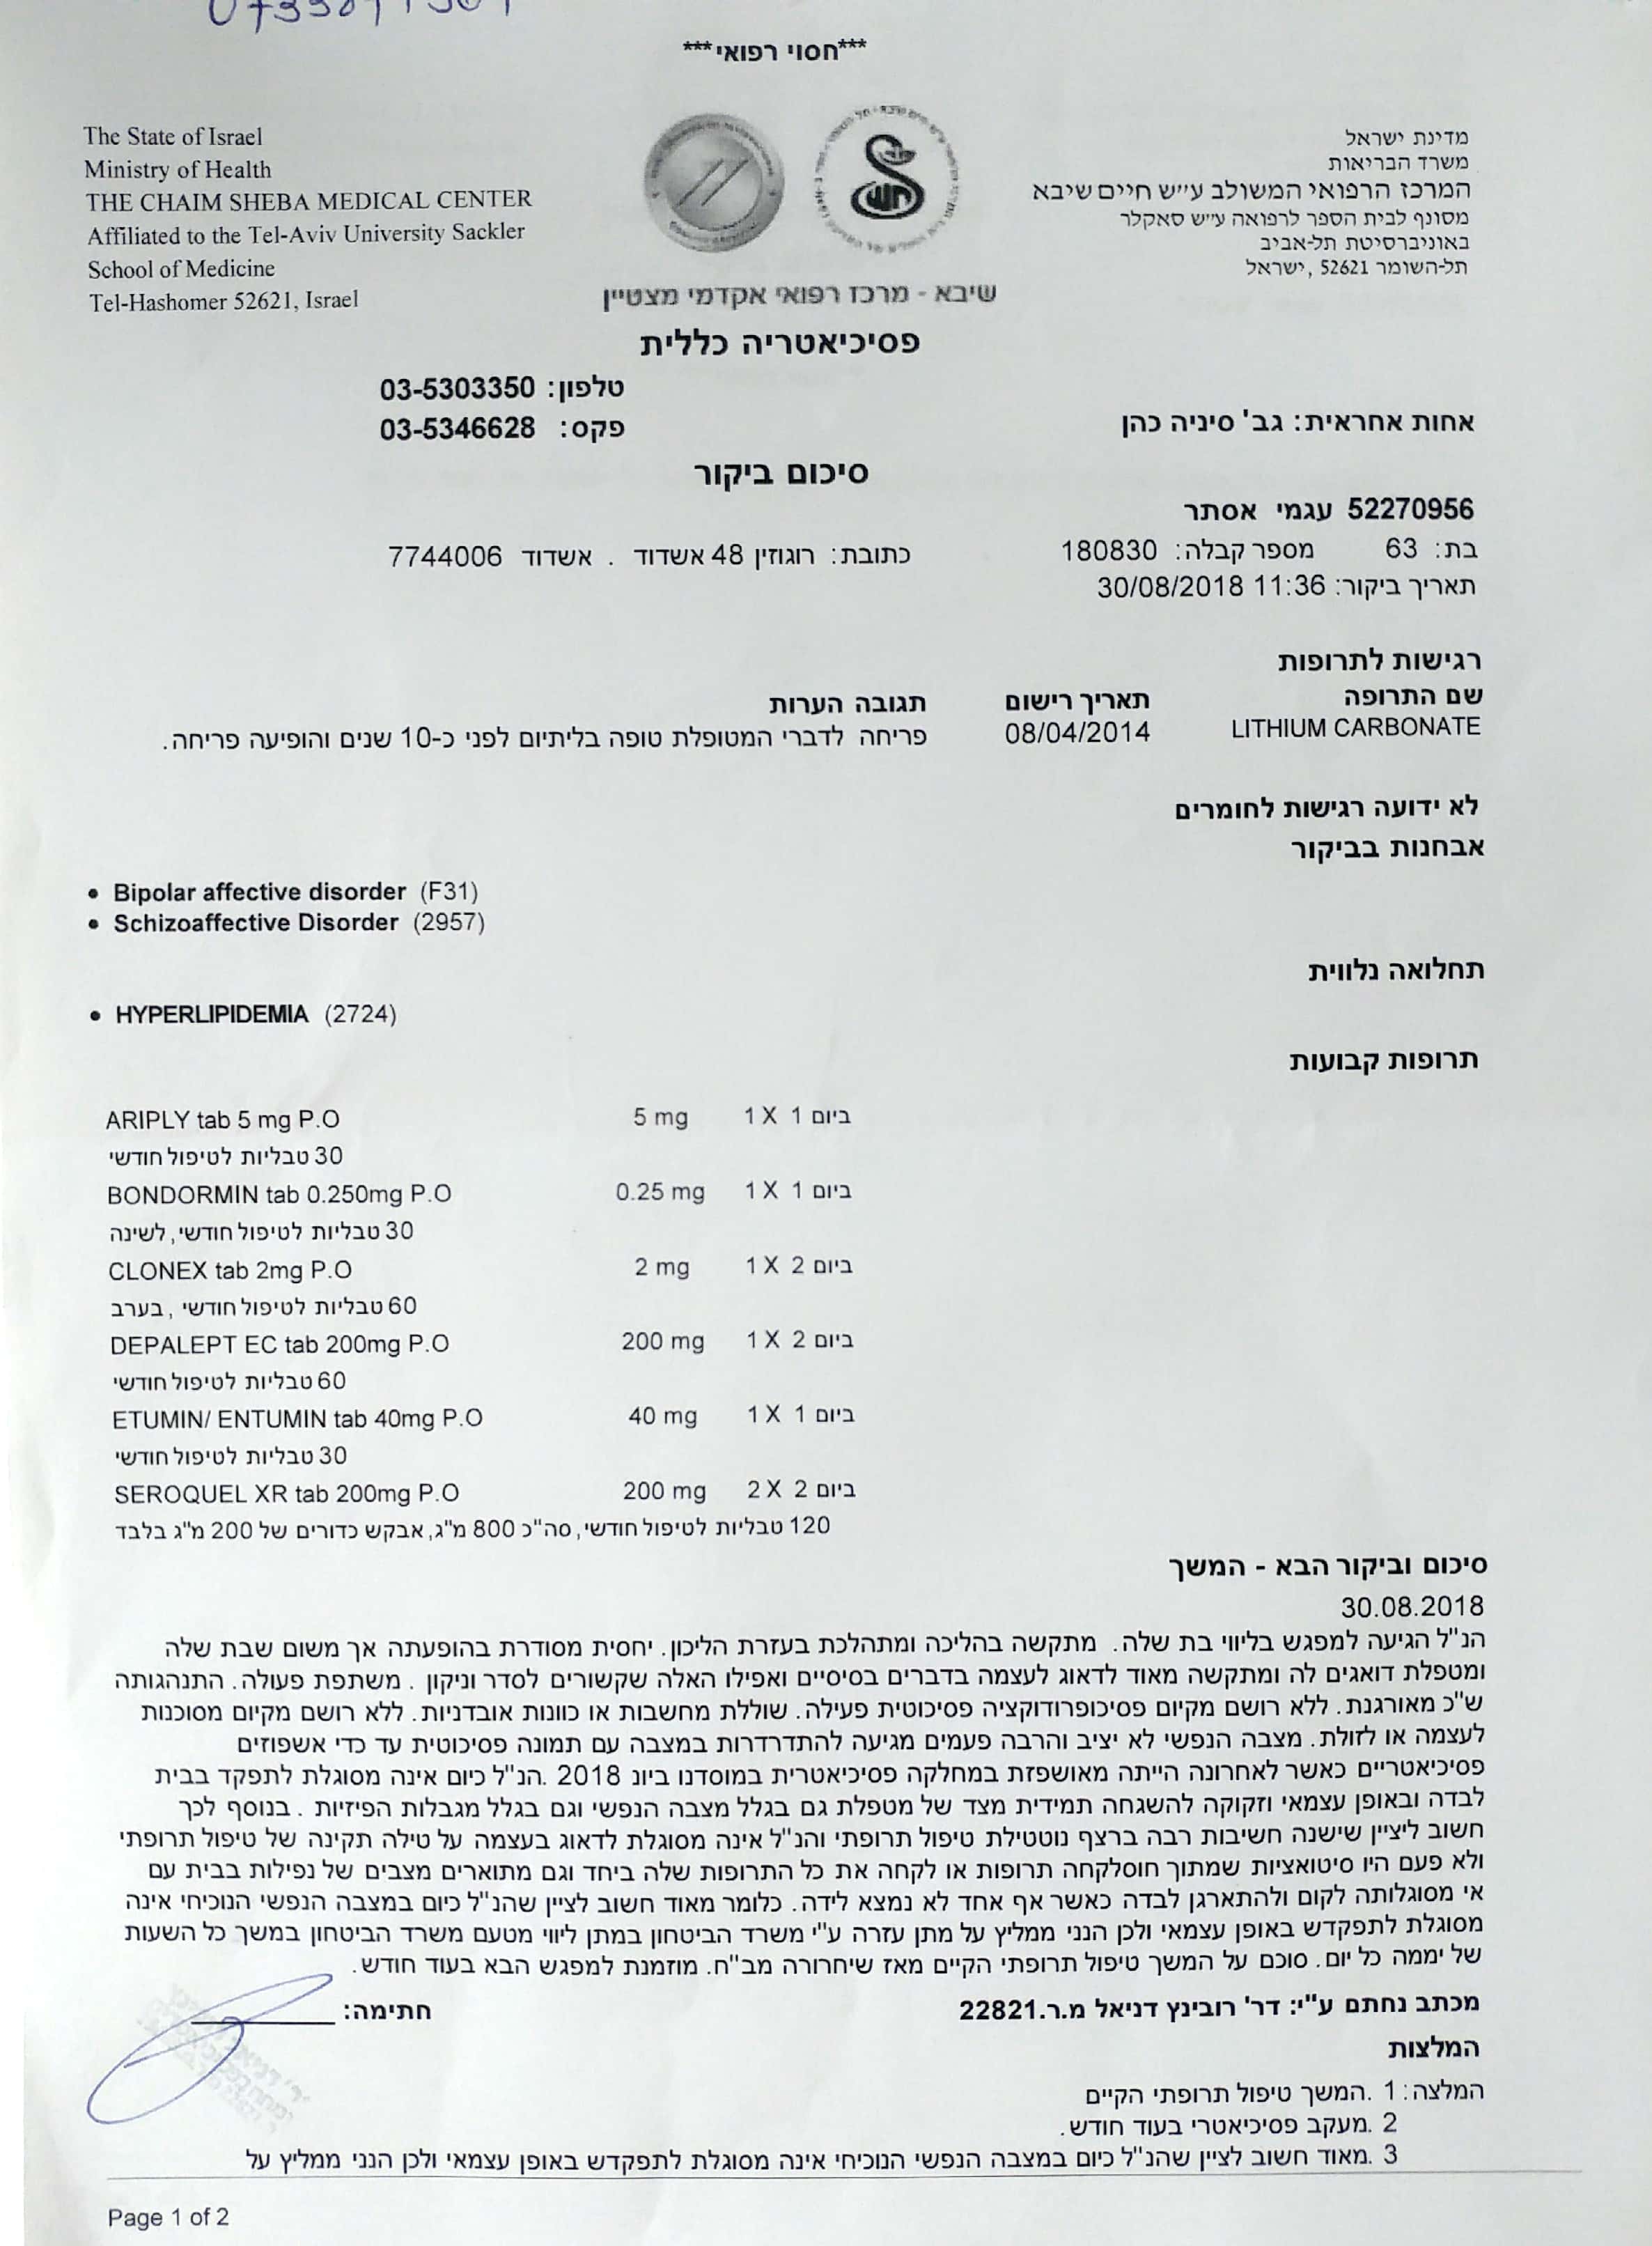 ***חסוי רפואי***
The State of Israel
Ministry of Health
THE CHAIM SHEBA MEDICAL CENTER
Affiliated to the Tel-Aviv University Sackler
School of Medicine
Tel-Hashomer 52621, Israel
מדינת ישראל
משרד הבריאות
המרכז הרפואי המשולב ע״ש חיים שיבא
מסונף לבית הספר לרפואה ע״ש סאקלר
באוניברסיטת תל-אביב
תל-השומר 52621, ישראל
שיבא - מרכז רפואי אקדמי מצטיין
פסיכיאטריה כללית
טלפון: 03-5303350
פקס: 03-5346628
אחות אחראית: גב' סיניה כהן
סיכום ביקור
52270956 עגמי אסתר
בת: 63 מספר קבלה: 180830 כתובת: רוגוזין 48 אשדוד . אשדוד 7744006
תאריך ביקור: 30/08/2018 11:36
רגישות לתרופות
שם התרופה תאריך רישום תגובה הערות
LITHIUM CARBONATE 08/04/2014 פריחה לדברי המטופלת טופה בליתיום לפני כ-10 שנים והופיעה פריחה.
לא ידועה רגישות לחומרים
אבחנות בביקור
• Bipolar affective disorder (F31)
• Schizoaffective Disorder (2957)
תחלואה נלווית
• HYPERLIPIDEMIA (2724)
תרופות קבועות
ARIPLY tab 5 mg P.O 5 mg 1 X 1 ביום
30 טבליות לטיפול חודשי
BONDORMIN tab 0.250mg P.O 0.25 mg 1 X 1 ביום
30 טבליות לטיפול חודשי, לשינה
CLONEX tab 2mg P.O 2 mg 1 X 2 ביום
60 טבליות לטיפול חודשי, בערב
DEPALEPT EC tab 200mg P.O 200 mg 1 X 2 ביום
60 טבליות לטיפול חודשי
ETUMIN/ ENTUMIN tab 40mg P.O 40 mg 1 X 1 ביום
30 טבליות לטיפול חודשי
SEROQUEL XR tab 200mg P.O 200 mg 2 X 2 ביום
120 טבליות לטיפול חודשי, סה"כ 800 מ"ג, אבקש כדורים של 200 מ"ג בלבד
סיכום וביקור הבא - המשך
30.08.2018
הנ"ל הגיעה למפגש בליווי בת שלה. מתקשה בהליכה ומתהלכת בעזרת הליכון. יחסית מסודרת בהופעתה אך משום שבת שלה
ומטפלת דואגים לה ומתקשה מאוד לדאוג לעצמה בדברים בסיסיים ואפילו האלה שקשורים לסדר וניקון . משתפת פעולה. התנהגותה
ש"כ מאורגנת. ללא רושם מקיום פסיכופרודוקציה פסיכוטית פעילה. שוללת מחשבות או כוונות אובדניות. ללא רושם מקיום מסוכנות
לעצמה או לזולת. מצבה הנפשי לא יציב והרבה פעמים מגיעה להתדרדרות במצבה עם תמונה פסיכוטית עד כדי אשפוזים
פסיכיאטריים כאשר לאחרונה הייתה מאושפזת במחלקה פסיכיאטרית במוסדנו ביונ 2018 .הנ"ל כיום אינה מסוגלת לתפקד בבית
לבדה ובאופן עצמאי וזקוקה להשגחה תמידית מצד של מטפלת גם בגלל מצבה הנפשי וגם בגלל מגבלות הפיזיות . בנוסף לכך
חשוב ליציין שישנה חשיבות רבה ברצף נוטטילת טיפול תרופתי והנ"ל אינה מסוגלת לדאוג בעצמה על טילה תקינה של טיפול תרופתי
ולא פעם היו סיטואציות שמתוך חוסלקחה תרופות או לקחה את כל התרופות שלה ביחד וגם מתוארים מצבים של נפילות בבית עם
אי מסוגלותה לקום ולהתארגן לבדה כאשר אף אחד לא נמצא לידה. כלומר מאוד חשוב לציין שהנ"ל כיום במצבה הנפשי הנוכיחי אינה
מסוגלת לתפקדש באופן עצמאי ולכן הנני ממליץ על מתן עזרה ע"י משרד הביטחון במתן ליווי מטעם משרד הביטחון במשך כל השעות
של יממה כל יום. סוכם על המשך טיפול תרופתי הקיים מאז שיחרורה מב"ח. מוזמנת למפגש הבא בעוד חודש.
מכתב נחתם ע"י: דר' רובינץ דניאל מ.ר.22821 חתימה:
המלצות
המלצה: 1 .המשך טיפול תרופתי הקיים
2 .מעקב פסיכיאטרי בעוד חודש.
3 .מאוד חשוב לציין שהנ"ל כיום במצבה הנפשי הנוכיחי אינה מסוגלת לתפקדש באופן עצמאי ולכן הנני ממליץ על
Page 1 of 2